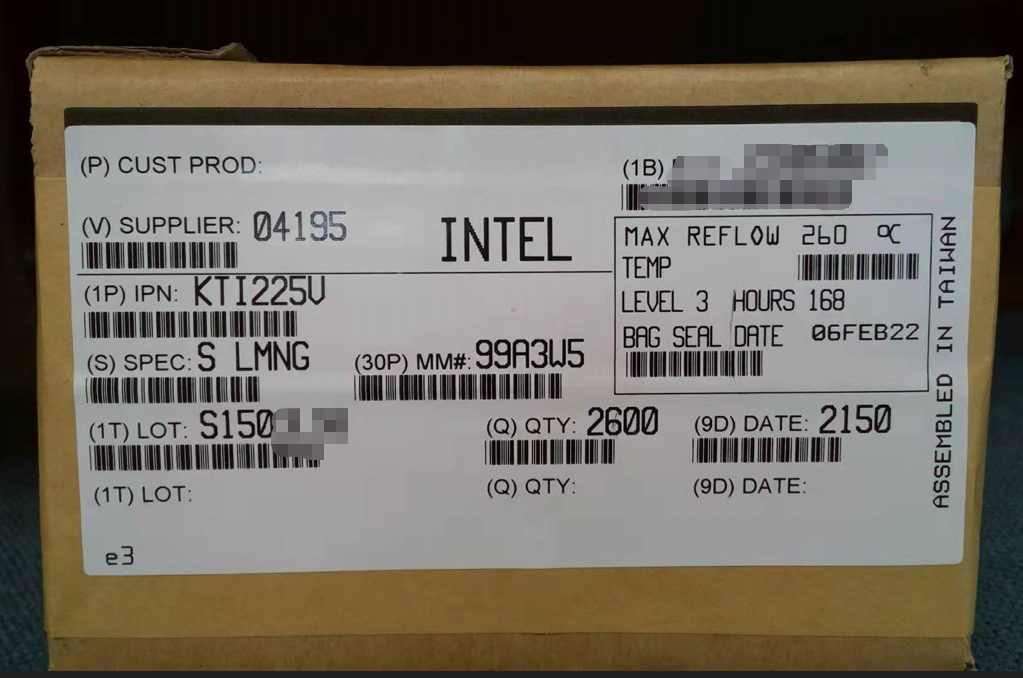 (P) CUST PROD:
(1B)
(V) SUPPLIER: 04195
INTEL
MAX REFLOW 260 °C
TEMP
LEVEL 3 HOURS 168
BAG SEAL DATE 06FEB22
ASSEMBLED IN TAIWAN
(1P) IPN: KTI225V
(S) SPEC: S LMNG
(30P) MM#: 99A3W5
(1T) LOT: S150
(Q) QTY: 2600
(9D) DATE: 2150
(1T) LOT:
(Q) QTY:
(9D) DATE:
e3